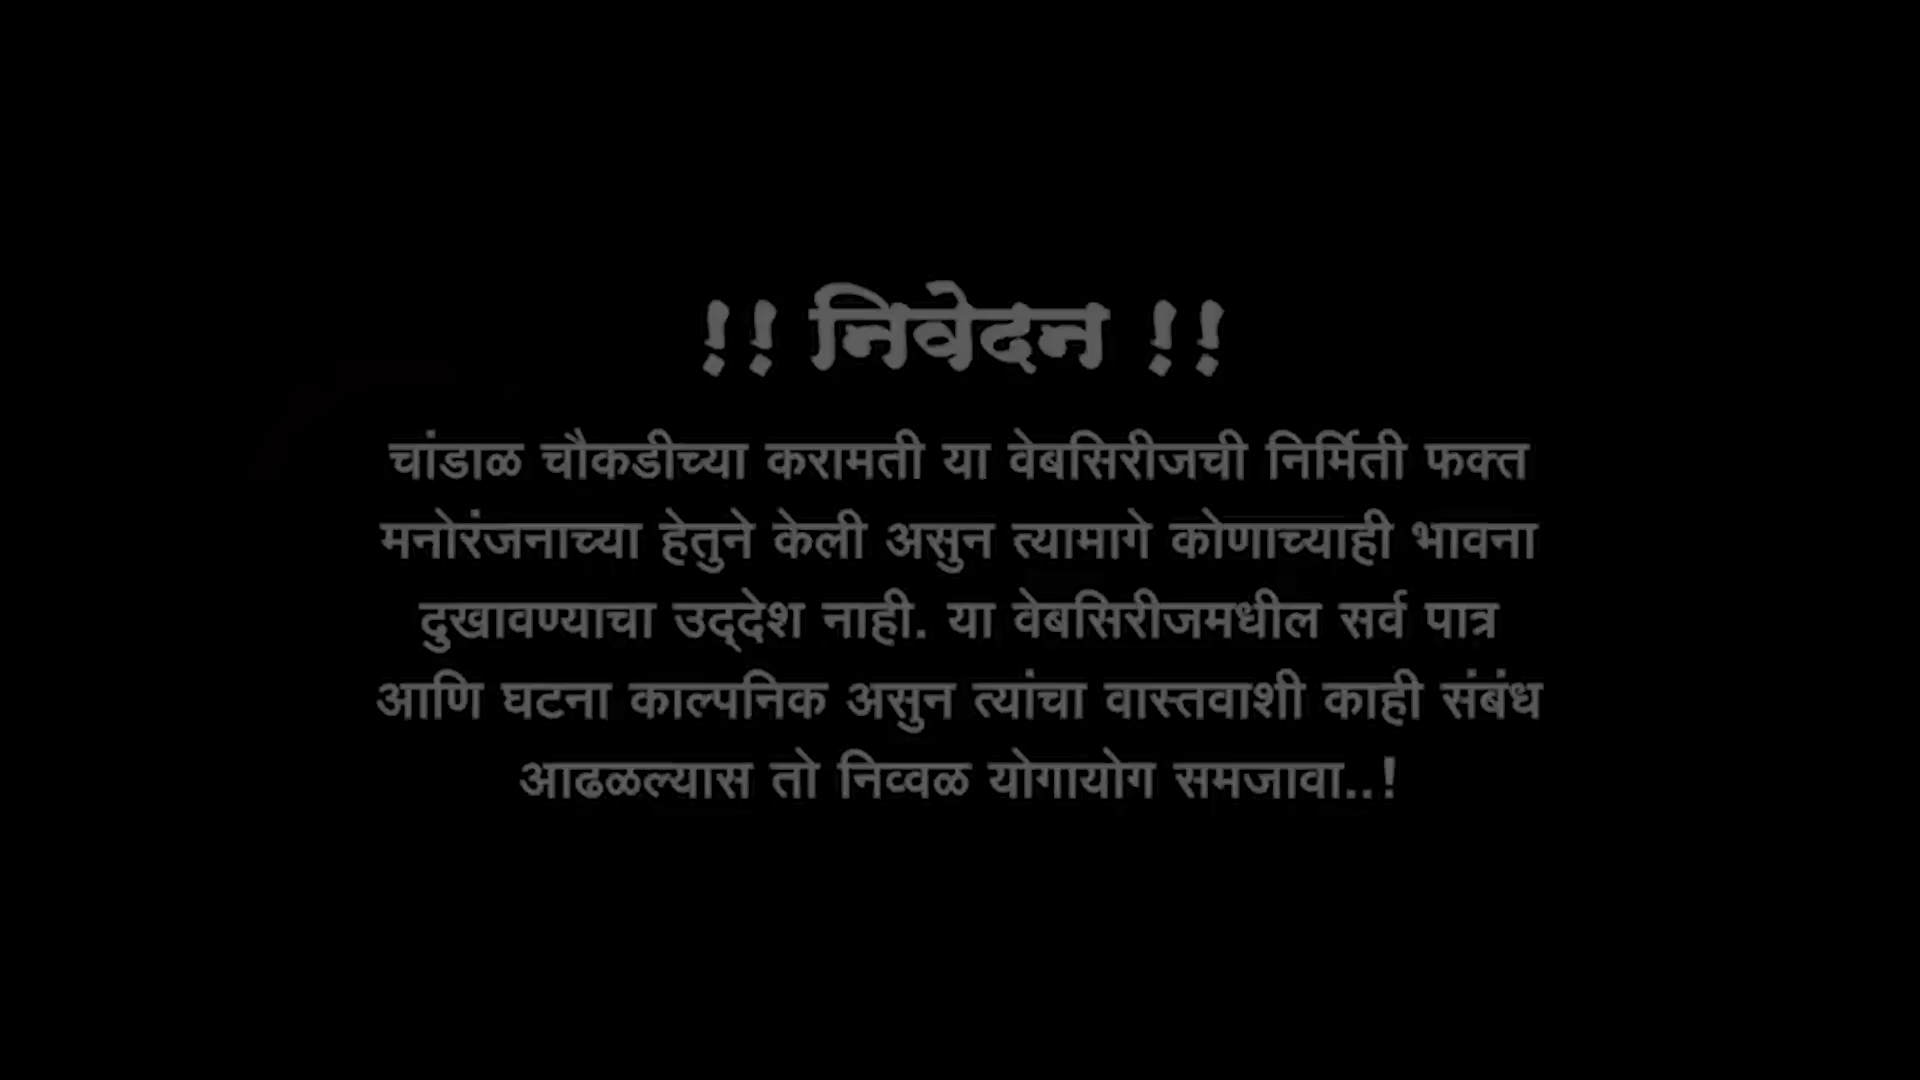 !! निवेदन !!
चांडाळ चौकडीच्या करामती या वेबसिरीजची निर्मिती फक्त
मनोरंजनाच्या हेतुने केली असुन त्यामागे कोणाच्याही भावना
दुखावण्याचा उद्‌देश नाही. या वेबसिरीजमधील सर्व पात्र
आणि घटना काल्पनिक असुन त्यांचा वास्तवाशी काही संबंध
आढळल्यास तो निव्वळ योगायोग समजावा..!